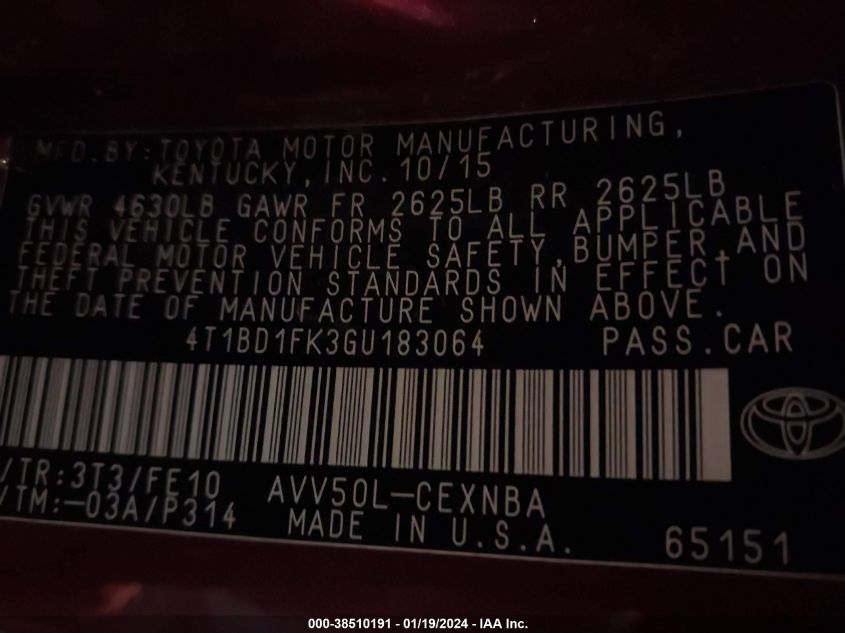 MFD.BY:TOYOTA MOTOR MANUFACTURING,
KENTUCKY,INC.10/15
GVWR 4630LB GAWR FR 2625LB RR 2625LB
THIS VEHICLE CONFORMS TO ALL APPLICABLE
FEDERAL MOTOR VEHICLE SAFETY,BUMPER,AND
THEFT PREVENTION STANDARDS IN EFFECT ON
THE DATE OF MANUFACTURE SHOWN ABOVE.
4T1BD1FK3GU183064 PASS.CAR
/TR:3T3/FE10 AVV50L-CEXNBA
/TM:-03A/P314 MADE IN U.S.A. 65151
000-38510191 - 01/19/2024 - IAA Inc.